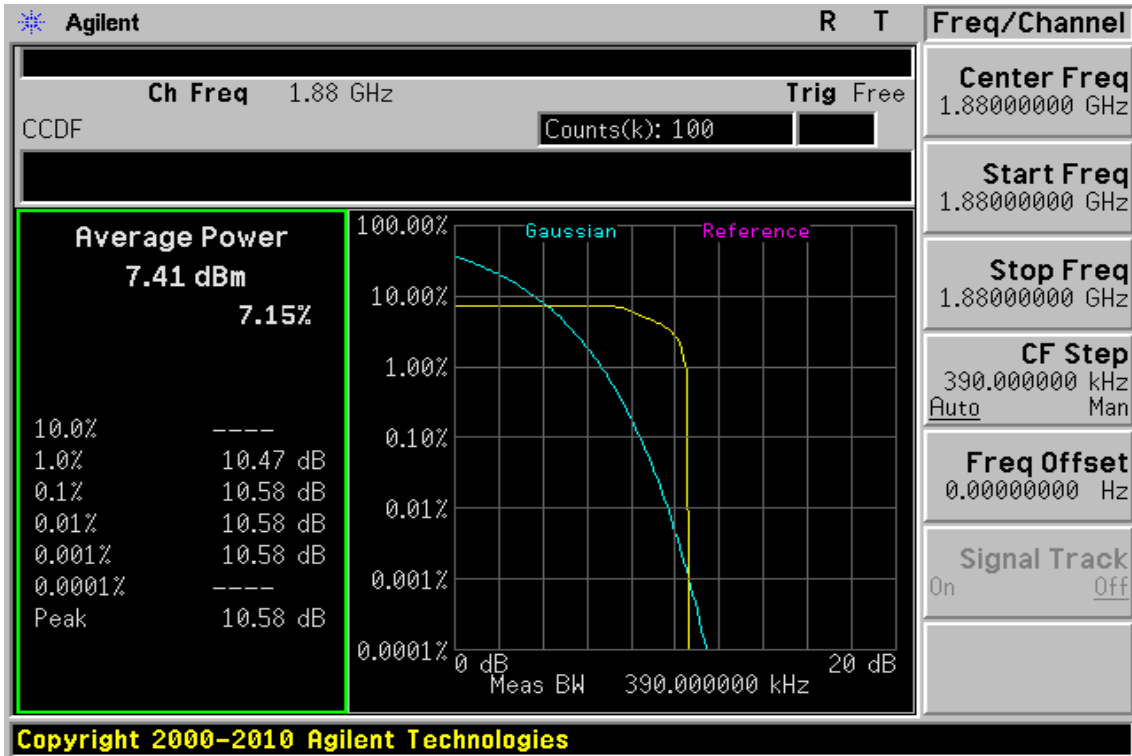 Agilent
R T
Freq/Channel
Ch Freq 1.88 GHz
Trig Free
CCDF
Counts(k): 100
Average Power
7.41 dBm
7.15%
10.0% ----
1.0% 10.47 dB
0.1% 10.58 dB
0.01% 10.58 dB
0.001% 10.58 dB
0.0001% ----
Peak 10.58 dB
Gaussian
Reference
100.00%
10.00%
1.00%
0.10%
0.01%
0.001%
0.0001%
0 dB
20 dB
Meas BW 390.000000 kHz
Center Freq
1.88000000 GHz
Start Freq
1.88000000 GHz
Stop Freq
1.88000000 GHz
CF Step
390.000000 kHz
Auto Man
Freq Offset
0.00000000 Hz
Signal Track
On Off
Copyright 2000-2010 Agilent Technologies